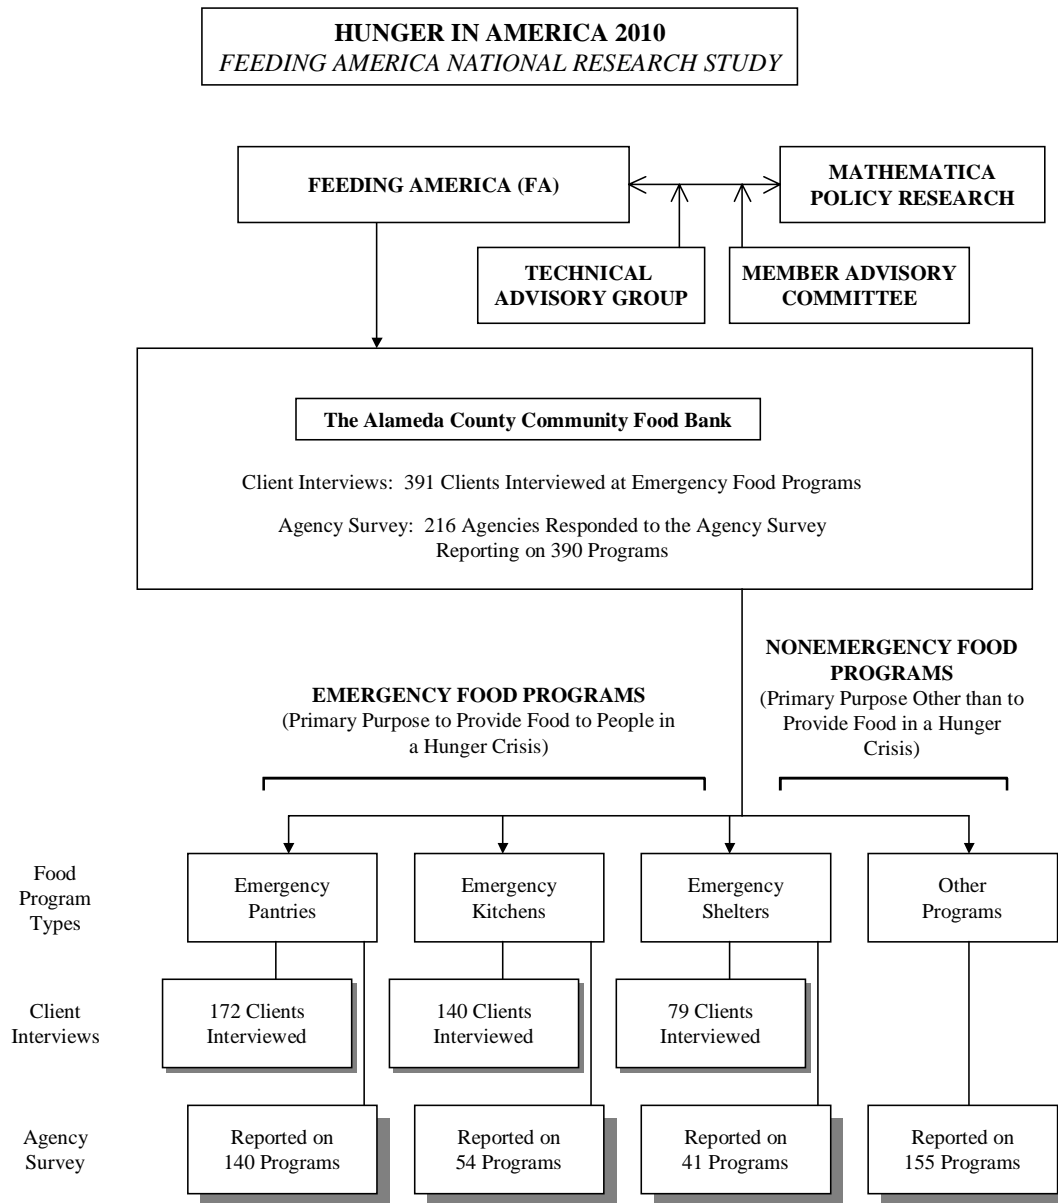 HUNGER IN AMERICA 2010
FEEDING AMERICA NATIONAL RESEARCH STUDY
FEEDING AMERICA (FA)
MATHEMATICA
POLICY RESEARCH
TECHNICAL
ADVISORY GROUP
MEMBER ADVISORY
COMMITTEE
The Alameda County Community Food Bank
Client Interviews: 391 Clients Interviewed at Emergency Food Programs
Agency Survey: 216 Agencies Responded to the Agency Survey
Reporting on 390 Programs
EMERGENCY FOOD PROGRAMS
(Primary Purpose to Provide Food to People in
a Hunger Crisis)
NONEMERGENCY FOOD
PROGRAMS
(Primary Purpose Other than to
Provide Food in a Hunger
Crisis)
Food
Program
Types
Emergency
Pantries
Emergency
Kitchens
Emergency
Shelters
Other
Programs
Client
Interviews
172 Clients
Interviewed
140 Clients
Interviewed
79 Clients
Interviewed
Agency
Survey
Reported on
140 Programs
Reported on
54 Programs
Reported on
41 Programs
Reported on
155 Programs